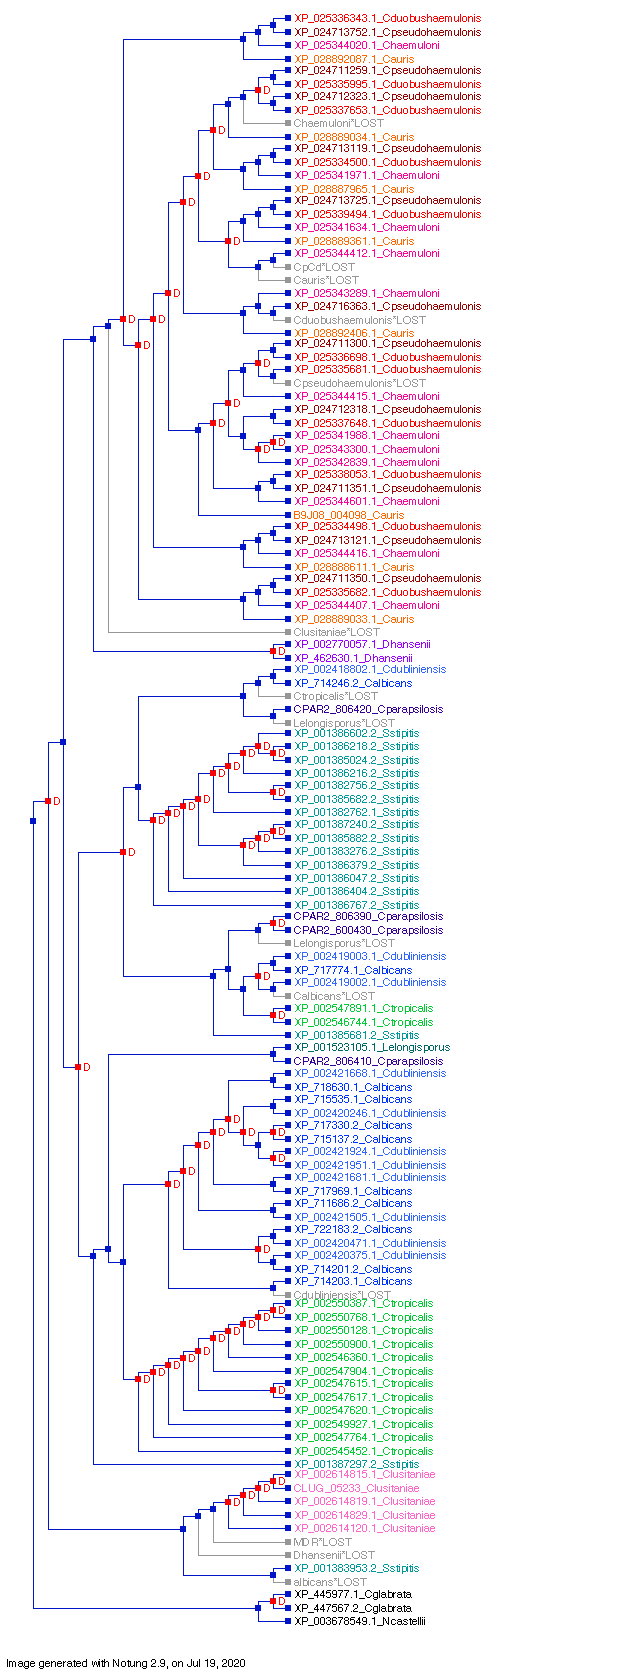 XP_025336343.1_Cduobushaemulonis
XP_024713752.1_Cpseudohaemulonis
XP_025344020.1_Chaemuloni
XP_028892087.1_Cauris
XP_024711259.1_Cpseudohaemulonis
XP_025335995.1_Cduobushaemulonis
D
XP_024712323.1_Cpseudohaemulonis
XP_025337653.1_Cduobushaemulonis
Chaemuloni*LOST
D
XP_028889034.1_Cauris
XP_024713119.1_Cpseudohaemulonis
XP_025334500.1_Cduobushaemulonis
XP_025341971.1_Chaemuloni
D
XP_028887965.1_Cauris
XP_024713725.1_Cpseudohaemulonis
D
XP_025339494.1_Cduobushaemulonis
XP_025341634.1_Chaemuloni
D
XP_028889361.1_Cauris
XP_025344412.1_Chaemuloni
CpCd*LOST
Cauris*LOST
D
XP_025343289.1_Chaemuloni
XP_024716363.1_Cpseudohaemulonis
D
D
Cduobushaemulonis*LOST
XP_028892406.1_Cauris
D
XP_024711300.1_Cpseudohaemulonis
XP_025336698.1_Cduobushaemulonis
D
XP_025335681.1_Cduobushaemulonis
Cpseudohaemulonis*LOST
XP_025344415.1_Chaemuloni
D
XP_024712318.1_Cpseudohaemulonis
D
XP_025337648.1_Cduobushaemulonis
XP_025341988.1_Chaemuloni
D
XP_025343300.1_Chaemuloni
D
XP_025342839.1_Chaemuloni
XP_025338053.1_Cduobushaemulonis
XP_024711351.1_Cpseudohaemulonis
XP_025344601.1_Chaemuloni
B9J08_004098_Cauris
XP_025334498.1_Cduobushaemulonis
XP_024713121.1_Cpseudohaemulonis
XP_025344416.1_Chaemuloni
XP_028888611.1_Cauris
XP_024711350.1_Cpseudohaemulonis
XP_025335682.1_Cduobushaemulonis
XP_025344407.1_Chaemuloni
XP_028889033.1_Cauris
Clusitaniae*LOST
XP_002770057.1_Dhansenii
D
XP_462630.1_Dhansenii
XP_002418802.1_Cdubliniensis
XP_714246.2_Calbicans
Ctropicalis*LOST
CPAR2_806420_Cparapsilosis
Lelongisporus*LOST
XP_001386602.2_Sstipitis
D
XP_001386218.2_Sstipitis
D
D
XP_001385024.2_Sstipitis
D
XP_001386216.2_Sstipitis
D
XP_001382756.2_Sstipitis
D
XP_001385682.2_Sstipitis
D
D
D
XP_001382762.1_Sstipitis
D
XP_001387240.2_Sstipitis
D
XP_001385882.2_Sstipitis
D
D
XP_001383276.2_Sstipitis
D
XP_001386379.2_Sstipitis
XP_001386047.2_Sstipitis
XP_001386404.2_Sstipitis
XP_001386767.2_Sstipitis
D
CPAR2_806390_Cparapsilosis
D
CPAR2_600430_Cparapsilosis
Lelongisporus*LOST
XP_002419003.1_Cdubliniensis
XP_717774.1_Calbicans
D
XP_002419002.1_Cdubliniensis
Calbicans*LOST
XP_002547891.1_Ctropicalis
D
XP_002546744.1_Ctropicalis
XP_001385681.2_Sstipitis
XP_001523105.1_Lelongisporus
CPAR2_806410_Cparapsilosis
D
XP_002421668.1_Cdubliniensis
XP_718630.1_Calbicans
XP_715535.1_Calbicans
XP_002420246.1_Cdubliniensis
D
XP_717330.2_Calbicans
D
D
D
XP_715137.2_Calbicans
D
XP_002421924.1_Cdubliniensis
D
XP_002421951.1_Cdubliniensis
D
XP_002421681.1_Cdubliniensis
D
XP_717969.1_Calbicans
XP_711686.2_Calbicans
XP_002421505.1_Cdubliniensis
XP_722183.2_Calbicans
XP_002420471.1_Cdubliniensis
D
XP_002420375.1_Cdubliniensis
XP_714201.2_Calbicans
XP_714203.1_Calbicans
Cdubliniensis*LOST
XP_002550387.1_Ctropicalis
D
XP_002550768.1_Ctropicalis
D
D
XP_002550128.1_Ctropicalis
D
D
XP_002550900.1_Ctropicalis
D
D
XP_002546360.1_Ctropicalis
D
D
XP_002547904.1_Ctropicalis
D
XP_002547615.1_Ctropicalis
D
XP_002547617.1_Ctropicalis
XP_002547620.1_Ctropicalis
XP_002549927.1_Ctropicalis
XP_002547764.1_Ctropicalis
XP_002545452.1_Ctropicalis
XP_001387297.2_Sstipitis
XP_002614815.1_Clusitaniae
D
CLUG_05233_Clusitaniae
D
D
XP_002614819.1_Clusitaniae
D
XP_002614829.1_Clusitaniae
XP_002614120.1_Clusitaniae
MDR*LOST
Dhansenii*LOST
XP_001383953.2_Sstipitis
albicans*LOST
XP_445977.1_Cglabrata
D
XP_447567.2_Cglabrata
XP_003678549.1_Ncastellii
Image generated with Notung 2.9, on Jul 19, 2020